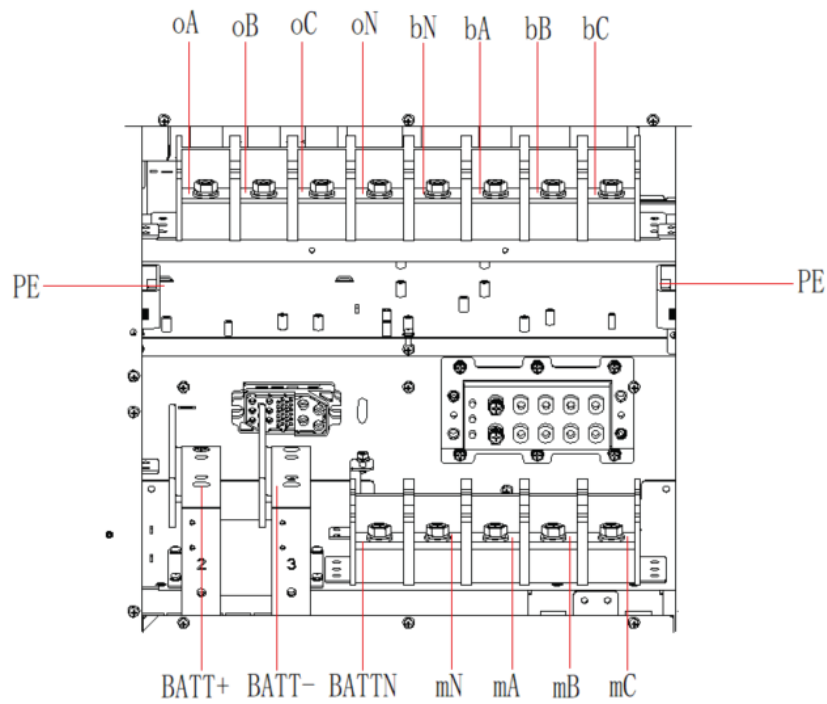 oA oB oC oN bN bA bB bC
PE PE
2 3
BATT+ BATT- BATTN mN mA mB mC